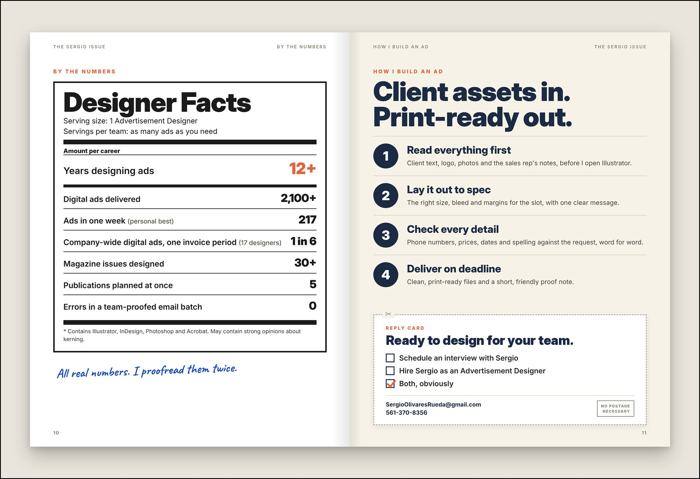 THE SERGIO ISSUE
BY THE NUMBERS
BY THE NUMBERS
Designer Facts
Serving size: 1 Advertisement Designer
Servings per team: as many ads as you need
Amount per career
Years designing ads 12+
Digital ads delivered 2,100+
Ads in one week (personal best) 217
Company-wide digital ads, one invoice period (17 designers) 1 in 6
Magazine issues designed 30+
Publications planned at once 5
Errors in a team-proofed email batch 0
* Contains Illustrator, InDesign, Photoshop and Acrobat. May contain strong opinions about
kerning.
All real numbers. I proofread them twice.
10
HOW I BUILD AN AD
THE SERGIO ISSUE
HOW I BUILD AN AD
Client assets in.
Print-ready out.
1 Read everything first
Client text, logo, photos and the sales rep's notes, before I open Illustrator.
2 Lay it out to spec
The right size, bleed and margins for the slot, with one clear message.
3 Check every detail
Phone numbers, prices, dates and spelling against the request, word for word.
4 Deliver on deadline
Clean, print-ready files and a short, friendly proof note.
REPLY CARD
Ready to design for your team.
Schedule an interview with Sergio
Hire Sergio as an Advertisement Designer
Both, obviously
SergioOlivaresRueda@gmail.com
561-370-8356
NO POSTAGE
NECESSARY
11